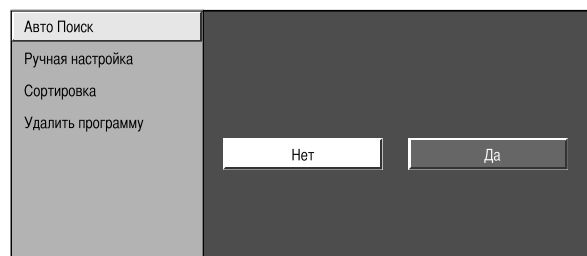 Авто Поиск
Ручная настройка
Сортировка
Удалить программу
Нет Да